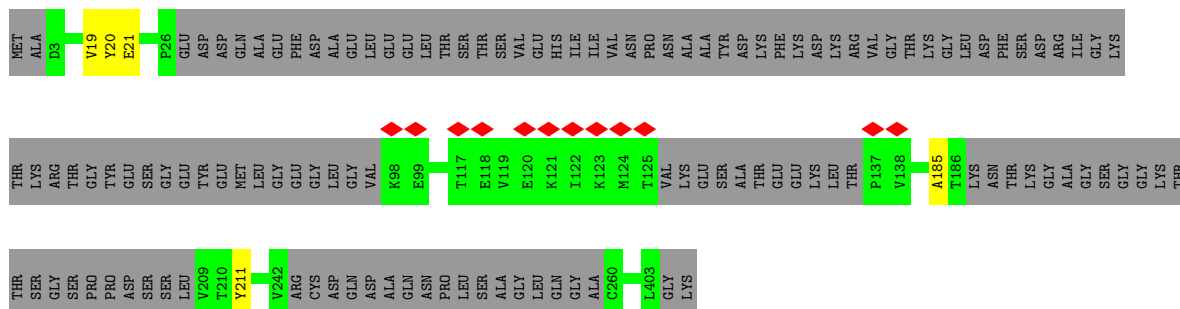 MET ALA D3 V19 Y20 E21 P26 GLU ASP ASP GLN ALA GLU PHE ASP ALA GLU LEU GLU GLU LEU THR SER THR SER VAL GLU HIS ILE ILE VAL ASN PRO ASN ALA ALA TYR ASP LYS PHE LYS ASP LYS ARG VAL GLY THR LYS GLY LEU ASP PHE SER ASP ARG ILE GLY LYS
THR LYS ARG THR GLY TYR GLU SER GLY GLU TYR GLU MET LEU GLY GLU GLY LEU GLY VAL K98 E99 T117 E118 V119 E120 K121 I122 K123 M124 T125 VAL LYS GLU SER ALA THR GLU GLU LYS LEU THR P137 V138 A185 T186 LYS ASN THR LYS GLY ALA GLY SER GLY GLY LYS THR
THR SER GLY SER PRO PRO ASP SER SER LEU V209 T210 Y211 V242 ARG CYS ASP GLN ASP ALA GLN ASN PRO LEU SER ALA GLY LEU GLN GLY ALA C260 L403 GLY LYS